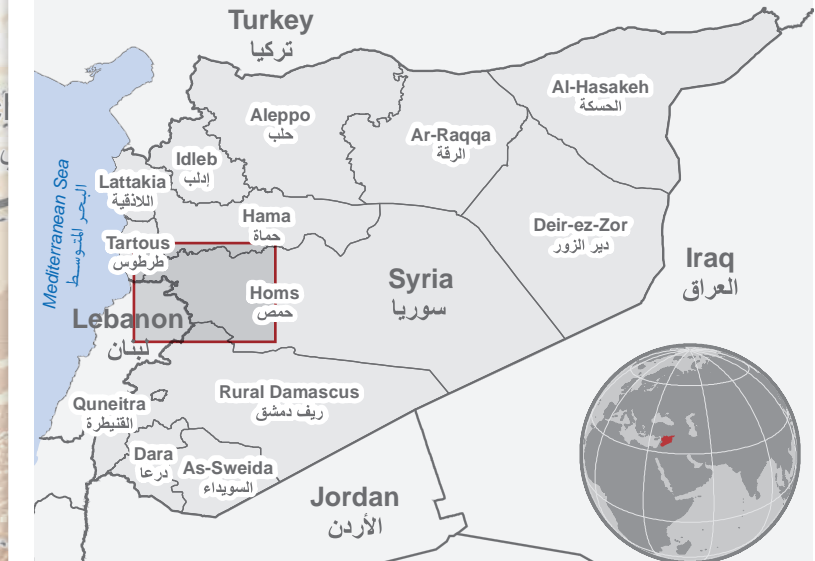 Turkey
تركيا
Al-Hasakeh
الحسكة
Aleppo
حلب
Ar-Raqqa
الرقة
Idleb
إدلب
Lattakia
اللاذقية
Mediterranean Sea
البحر المتوسط
Hama
حماة
Deir-ez-Zor
دير الزور
Tartous
طرطوس
Iraq
العراق
Syria
سوريا
Homs
حمص
Lebanon
لبنان
Rural Damascus
ريف دمشق
Quneitra
القنيطرة
Dara
درعا
As-Sweida
السويداء
Jordan
الأردن